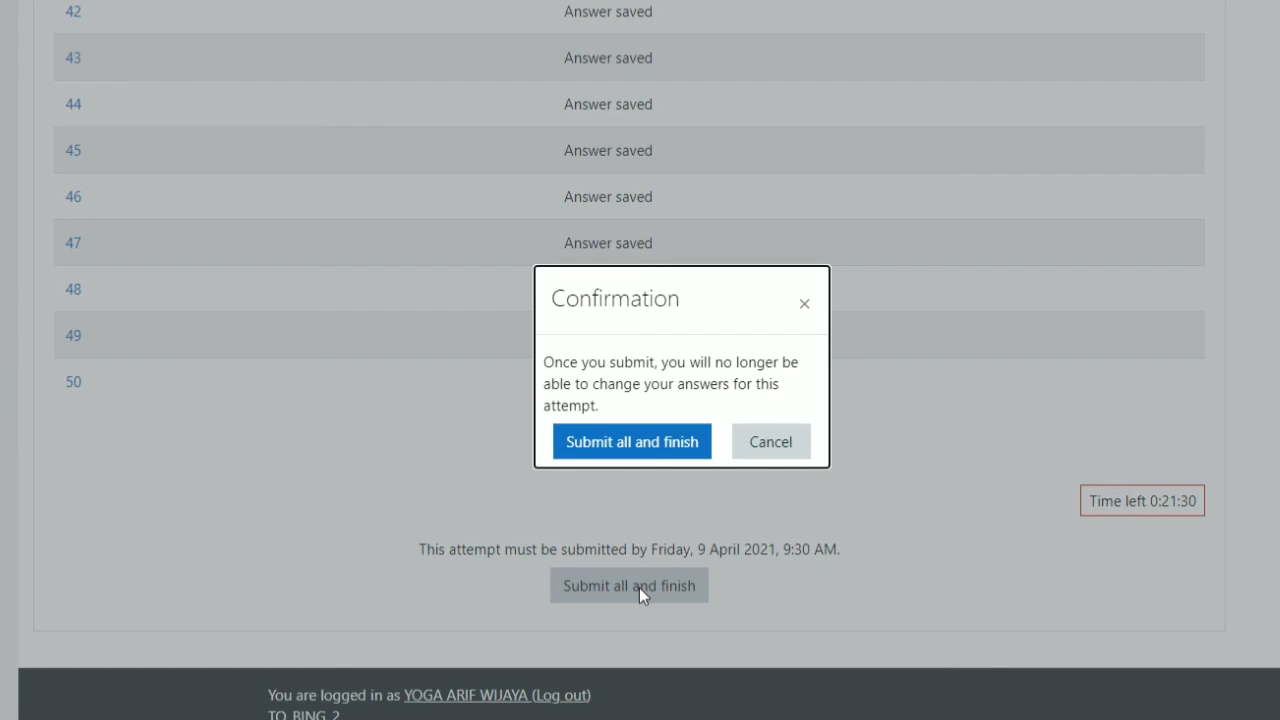 42 Answer saved
43 Answer saved
44 Answer saved
45 Answer saved
46 Answer saved
47 Answer saved
48
49
50
Confirmation ×
Once you submit, you will no longer be
able to change your answers for this
attempt.
Submit all and finish Cancel
Time left 0:21:30
This attempt must be submitted by Friday, 9 April 2021, 9:30 AM.
Submit all and finish
You are logged in as YOGA ARIF WIJAYA (Log out)
TO_BING_2